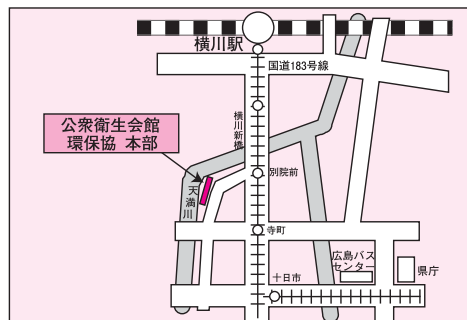 横川駅
国道183号線
横川新橋
公衆衛生会館
環保協 本部
別院前
天満川
寺町
広島バス
センター
県庁
十日市